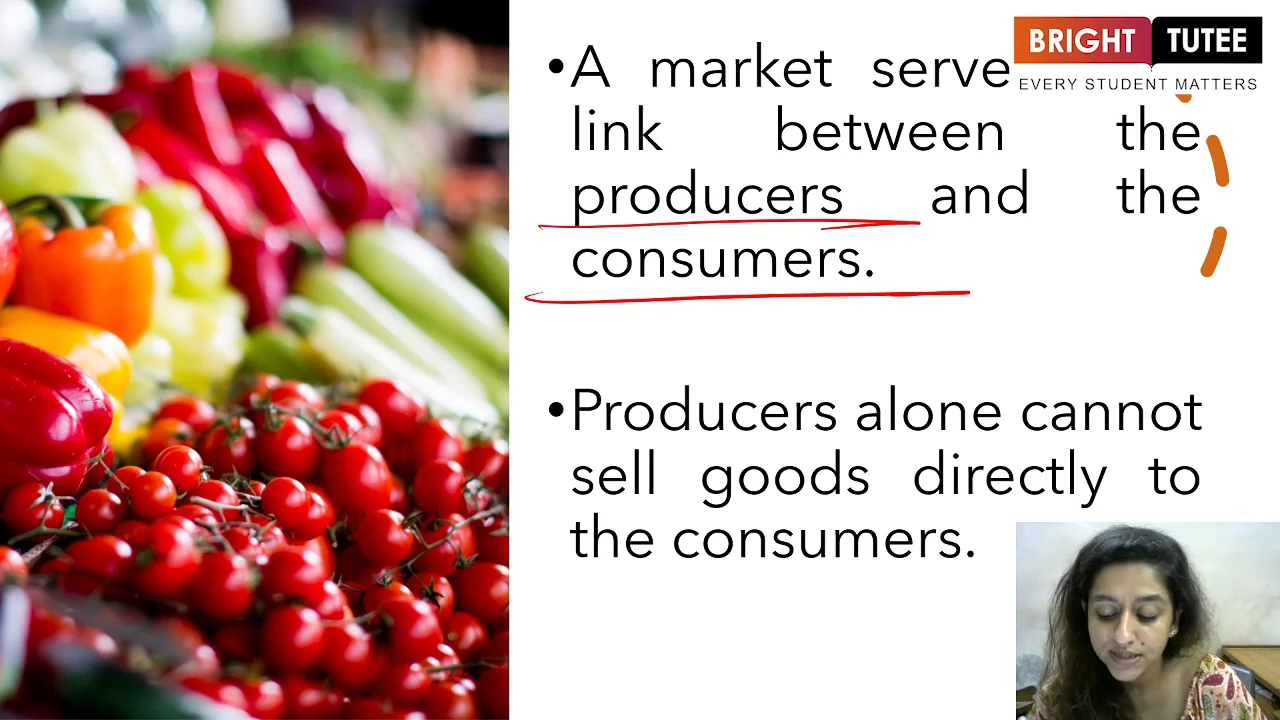 BRIGHT TUTEE
EVERY STUDENT MATTERS
•A market serve
link between the
producers and the
consumers.
•Producers alone cannot
sell goods directly to
the consumers.